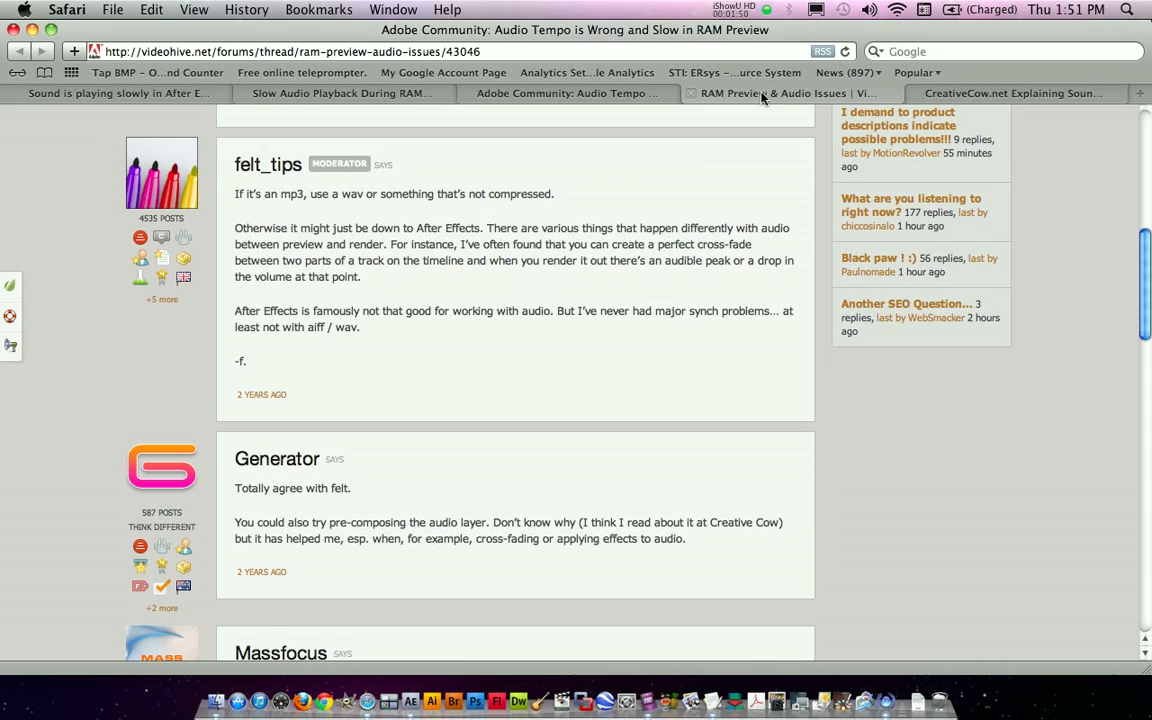 Safari File Edit View History Bookmarks Window Help iShowU HD 00:01:50 (Charged) Thu 1:51 PM
Adobe Community: Audio Tempo is Wrong and Slow in RAM Preview
http://videohive.net/forums/thread/ram-preview-audio-issues/43046 RSS Google
Tap BMP - O...nd Counter Free online teleprompter. My Google Account Page Analytics Set...le Analytics STI: ERsys -...urce System News (897) Popular
Sound is playing slowly in After E... Slow Audio Playback During RAM... Adobe Community: Audio Tempo ... RAM Preview & Audio Issues | Vi... CreativeCow.net Explaining Soun...
felt_tips MODERATOR SAYS
4535 POSTS
+5 more
If it's an mp3, use a wav or something that's not compressed.
Otherwise it might just be down to After Effects. There are various things that happen differently with audio
between preview and render. For instance, I've often found that you can create a perfect cross-fade
between two parts of a track on the timeline and when you render it out there's an audible peak or a drop in
the volume at that point.
After Effects is famously not that good for working with audio. But I've never had major synch problems... at
least not with aiff / wav.
-f.
2 YEARS AGO
Generator SAYS
587 POSTS
THINK DIFFERENT
+2 more
Totally agree with felt.
You could also try pre-composing the audio layer. Don't know why (I think I read about it at Creative Cow)
but it has helped me, esp. when, for example, cross-fading or applying effects to audio.
2 YEARS AGO
MASS
Massfocus SAYS
I demand to product
descriptions indicate
possible problems!!! 9 replies,
last by MotionRevolver 55 minutes
ago
What are you listening to
right now? 177 replies, last by
chiccosinalo 1 hour ago
Black paw ! :) 56 replies, last by
Paulnomade 1 hour ago
Another SEO Question... 3
replies, last by WebSmacker 2 hours
ago
AE Ai Br Ps Fl Dw